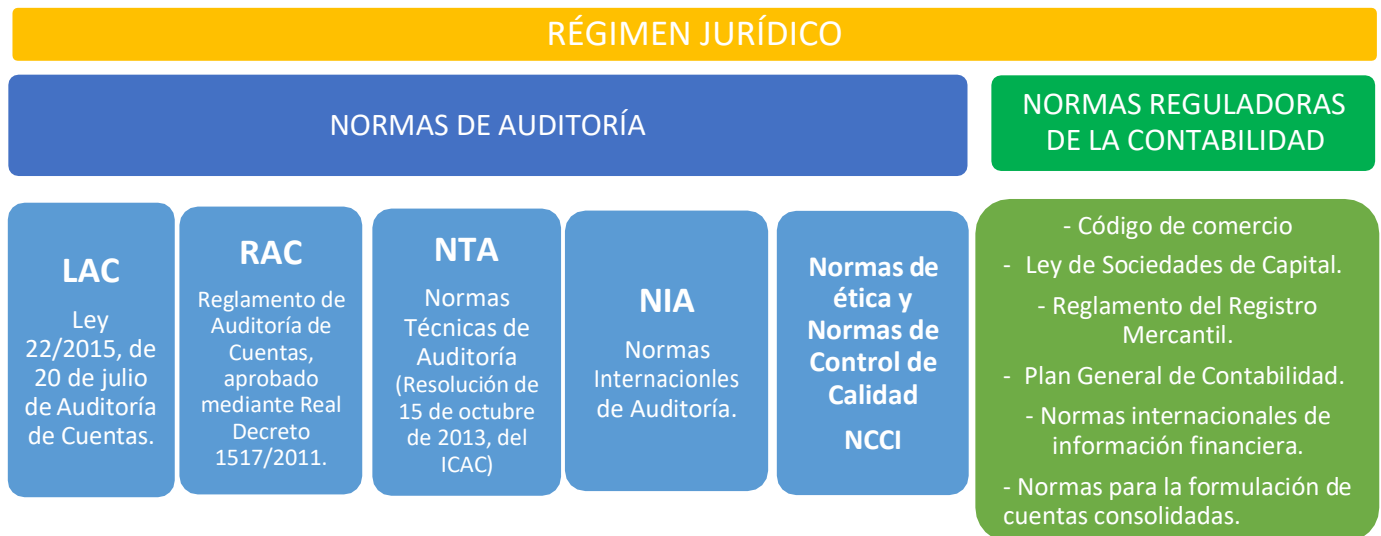 RÉGIMEN JURÍDICO
NORMAS DE AUDITORÍA
NORMAS REGULADORAS
DE LA CONTABILIDAD
LAC
Ley
22/2015, de
20 de julio
de Auditoría
de Cuentas.
RAC
Reglamento de
Auditoría de
Cuentas,
aprobado
mediante Real
Decreto
1517/2011.
NTA
Normas
Técnicas de
Auditoría
(Resolución de
15 de octubre
de 2013, del
ICAC)
NIA
Normas
Internacionles
de Auditoría.
Normas de
ética y
Normas de
Control de
Calidad
NCCI
- Código de comercio
- Ley de Sociedades de Capital.
- Reglamento del Registro
Mercantil.
- Plan General de Contabilidad.
- Normas internacionales de
información financiera.
- Normas para la formulación de
cuentas consolidadas.